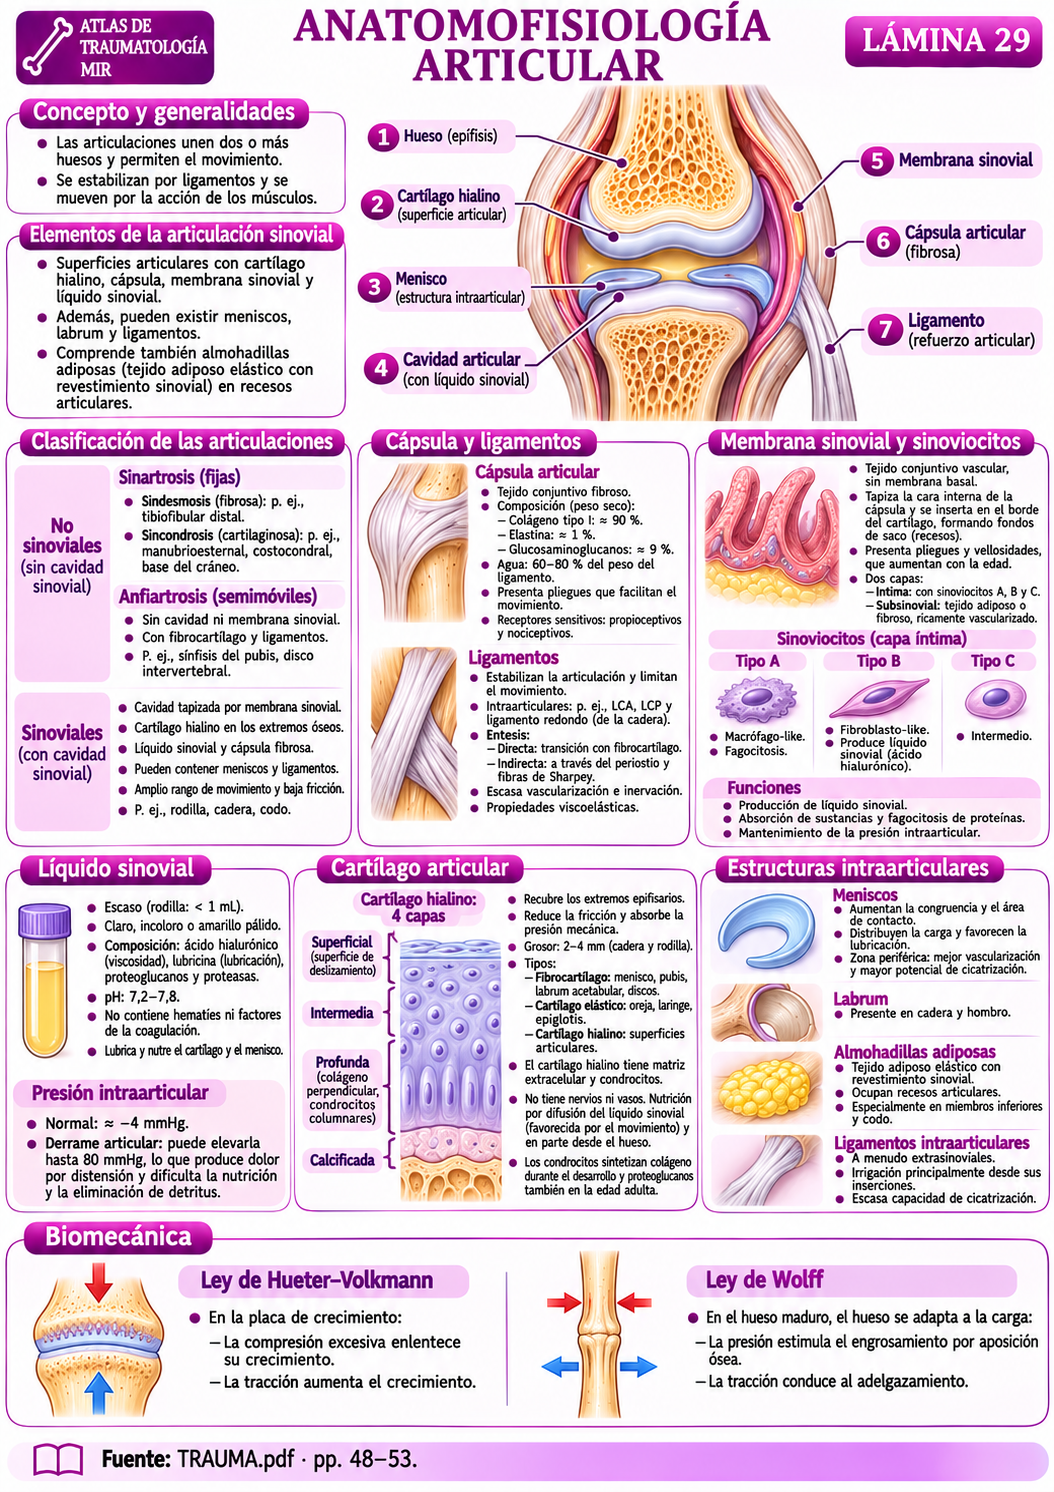 ATLAS DE
TRAUMATOLOGÍA
MIR
ANATOMOFISIOLOGÍA
ARTICULAR
LÁMINA 29
Concepto y generalidades
Las articulaciones unen dos o más
huesos y permiten el movimiento.
Se estabilizan por ligamentos y se
mueven por la acción de los músculos.
Elementos de la articulación sinovial
Superficies articulares con cartílago
hialino, cápsula, membrana sinovial y
líquido sinovial.
Además, pueden existir meniscos,
labrum y ligamentos.
Comprende también almohadillas
adiposas (tejido adiposo elástico con
revestimiento sinovial) en recesos
articulares.
1 Hueso (epífisis)
2 Cartílago hialino
(superficie articular)
3 Menisco
(estructura intraarticular)
4 Cavidad articular
(con líquido sinovial)
5 Membrana sinovial
6 Cápsula articular
(fibrosa)
7 Ligamento
(refuerzo articular)
Clasificación de las articulaciones
No
sinoviales
(sin cavidad
sinovial)
Sinartrosis (fijas)
Sindesmosis (fibrosa): p. ej.,
tibiofibular distal.
Sincondrosis (cartilaginosa): p. ej.,
manubrioesternal, costocondral,
base del cráneo.
Anfiartrosis (semimóviles)
Sin cavidad ni membrana sinovial.
Con fibrocartílago y ligamentos.
P. ej., sínfisis del pubis, disco
intervertebral.
Sinoviales
(con cavidad
sinovial)
Cavidad tapizada por membrana sinovial.
Cartílago hialino en los extremos óseos.
Líquido sinovial y cápsula fibrosa.
Pueden contener meniscos y ligamentos.
Amplio rango de movimiento y baja fricción.
P. ej., rodilla, cadera, codo.
Cápsula y ligamentos
Cápsula articular
Tejido conjuntivo fibroso.
Composición (peso seco):
– Colágeno tipo I: ≈ 90 %.
– Elastina: ≈ 1 %.
– Glucosaminoglucanos: ≈ 9 %.
Agua: 60–80 % del peso del
ligamento.
Presenta pliegues que facilitan el
movimiento.
Receptores sensitivos: propioceptivos
y nociceptivos.
Ligamentos
Estabilizan la articulación y limitan
el movimiento.
Intraarticulares: p. ej., LCA, LCP y
ligamento redondo (de la cadera).
Entesis:
– Directa: transición con fibrocartílago.
– Indirecta: a través del periostio y
fibras de Sharpey.
Escasa vascularización e inervación.
Propiedades viscoelásticas.
Membrana sinovial y sinoviocitos
Tejido conjuntivo vascular,
sin membrana basal.
Tapiza la cara interna de la
cápsula y se inserta en el borde
del cartílago, formando fondos
de saco (recesos).
Presenta pliegues y vellosidades,
que aumentan con la edad.
Dos capas:
– Intima: con sinoviocitos A, B y C.
– Subsinovial: tejido adiposo o
fibroso, ricamente vascularizado.
Sinoviocitos (capa íntima)
Tipo A
Macrófago-like.
Fagocitosis.
Tipo B
Fibroblasto-like.
Produce líquido
sinovial (ácido
hialurónico).
Tipo C
Intermedio.
Funciones
Producción de líquido sinovial.
Absorción de sustancias y fagocitosis de proteínas.
Mantenimiento de la presión intraarticular.
Líquido sinovial
Escaso (rodilla: < 1 mL).
Claro, incoloro o amarillo pálido.
Composición: ácido hialurónico
(viscosidad), lubricina (lubricación),
proteoglucanos y proteasas.
pH: 7,2–7,8.
No contiene hematíes ni factores
de la coagulación.
Lubrica y nutre el cartílago y el menisco.
Presión intraarticular
Normal: ≈ −4 mmHg.
Derrame articular: puede elevarla
hasta 80 mmHg, lo que produce dolor
por distensión y dificulta la nutrición
y la eliminación de detritus.
Cartílago articular
Cartílago hialino:
4 capas
Superficial
(superficie de
deslizamiento)
Intermedia
Profunda
(colágeno
perpendicular,
condrocitos
columnares)
Calcificada
Recubre los extremos epifisarios.
Reduce la fricción y absorbe la
presión mecánica.
Grosor: 2–4 mm (cadera y rodilla).
Tipos:
– Fibrocartílago: menisco, pubis,
labrum acetabular, discos.
– Cartílago elástico: oreja, laringe,
epiglotis.
– Cartílago hialino: superficies
articulares.
El cartílago hialino tiene matriz
extracelular y condrocitos.
No tiene nervios ni vasos. Nutrición
por difusión del líquido sinovial
(favorecida por el movimiento) y
en parte desde el hueso.
Los condrocitos sintetizan colágeno
durante el desarrollo y proteoglucanos
también en la edad adulta.
Estructuras intraarticulares
Meniscos
Aumentan la congruencia y el área
de contacto.
Distribuyen la carga y favorecen la
lubricación.
Zona periférica: mejor vascularización
y mayor potencial de cicatrización.
Labrum
Presente en cadera y hombro.
Almohadillas adiposas
Tejido adiposo elástico con
revestimiento sinovial.
Ocupan recesos articulares.
Especialmente en miembros inferiores
y codo.
Ligamentos intraarticulares
A menudo extrasinoviales.
Irrigación principalmente desde sus
inserciones.
Escasa capacidad de cicatrización.
Biomecánica
Ley de Hueter–Volkmann
En la placa de crecimiento:
– La compresión excesiva enlentece
su crecimiento.
– La tracción aumenta el crecimiento.
Ley de Wolff
En el hueso maduro, el hueso se adapta a la carga:
– La presión estimula el engrosamiento por aposición
ósea.
– La tracción conduce al adelgazamiento.
Fuente: TRAUMA.pdf · pp. 48–53.